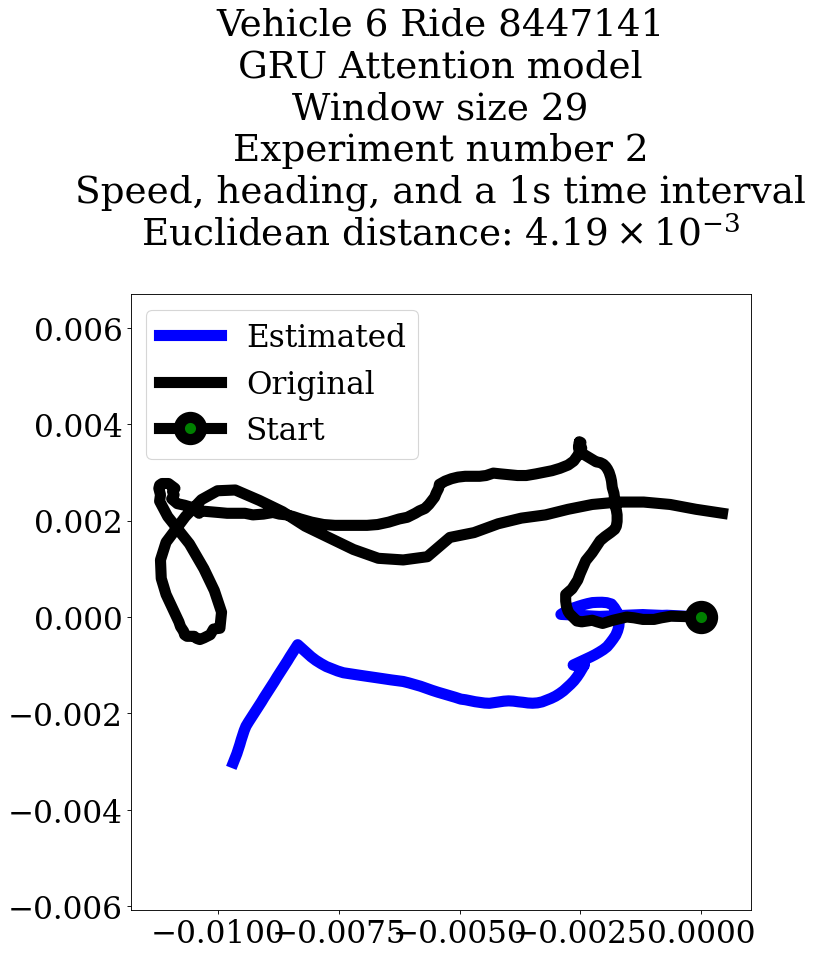 Vehicle 6 Ride 8447141
GRU Attention model
Window size 29
Experiment number 2
Speed, heading, and a 1s time interval
Euclidean distance: 4.19 × 10⁻³
Estimated
Original
Start
0.006
0.004
0.002
0.000
−0.002
−0.004
−0.006
−0.0100 −0.0075 −0.0050 −0.0025 0.0000